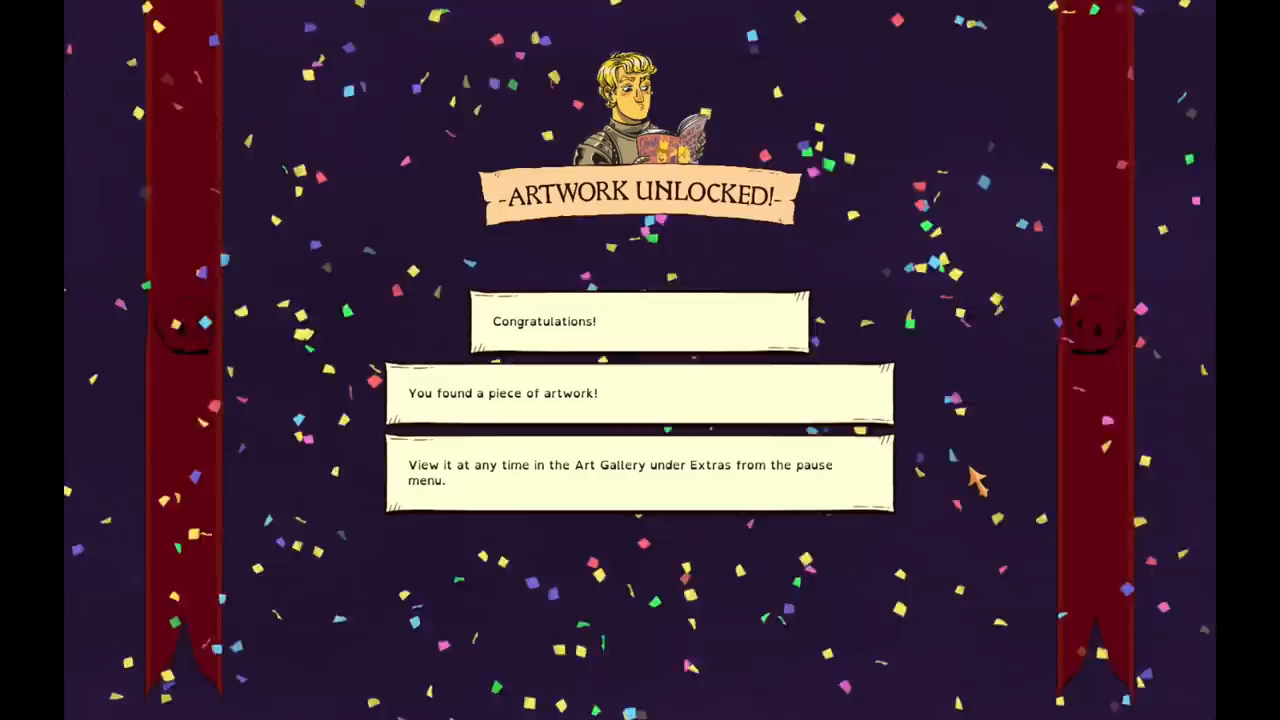 -ARTWORK UNLOCKED!-
Congratulations!
You found a piece of artwork!
View it at any time in the Art Gallery under Extras from the pause
menu.